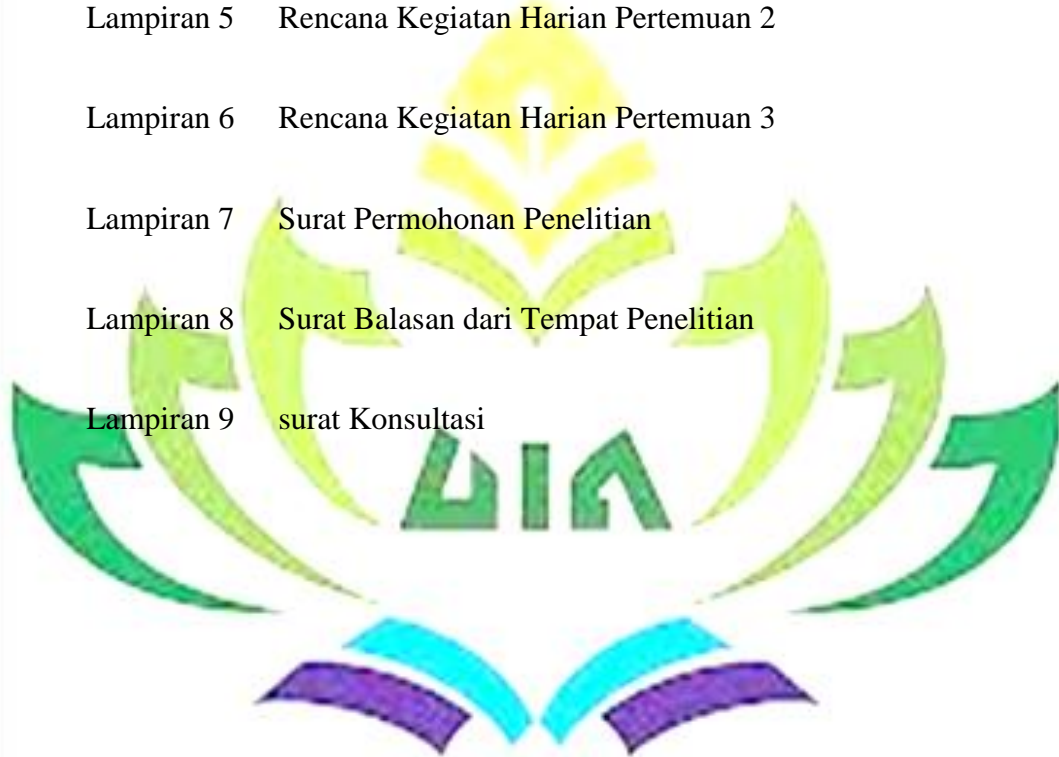 Lampiran 5 Rencana Kegiatan Harian Pertemuan 2
Lampiran 6 Rencana Kegiatan Harian Pertemuan 3
Lampiran 7 Surat Permohonan Penelitian
Lampiran 8 Surat Balasan dari Tempat Penelitian
Lampiran 9 surat Konsultasi
UIN